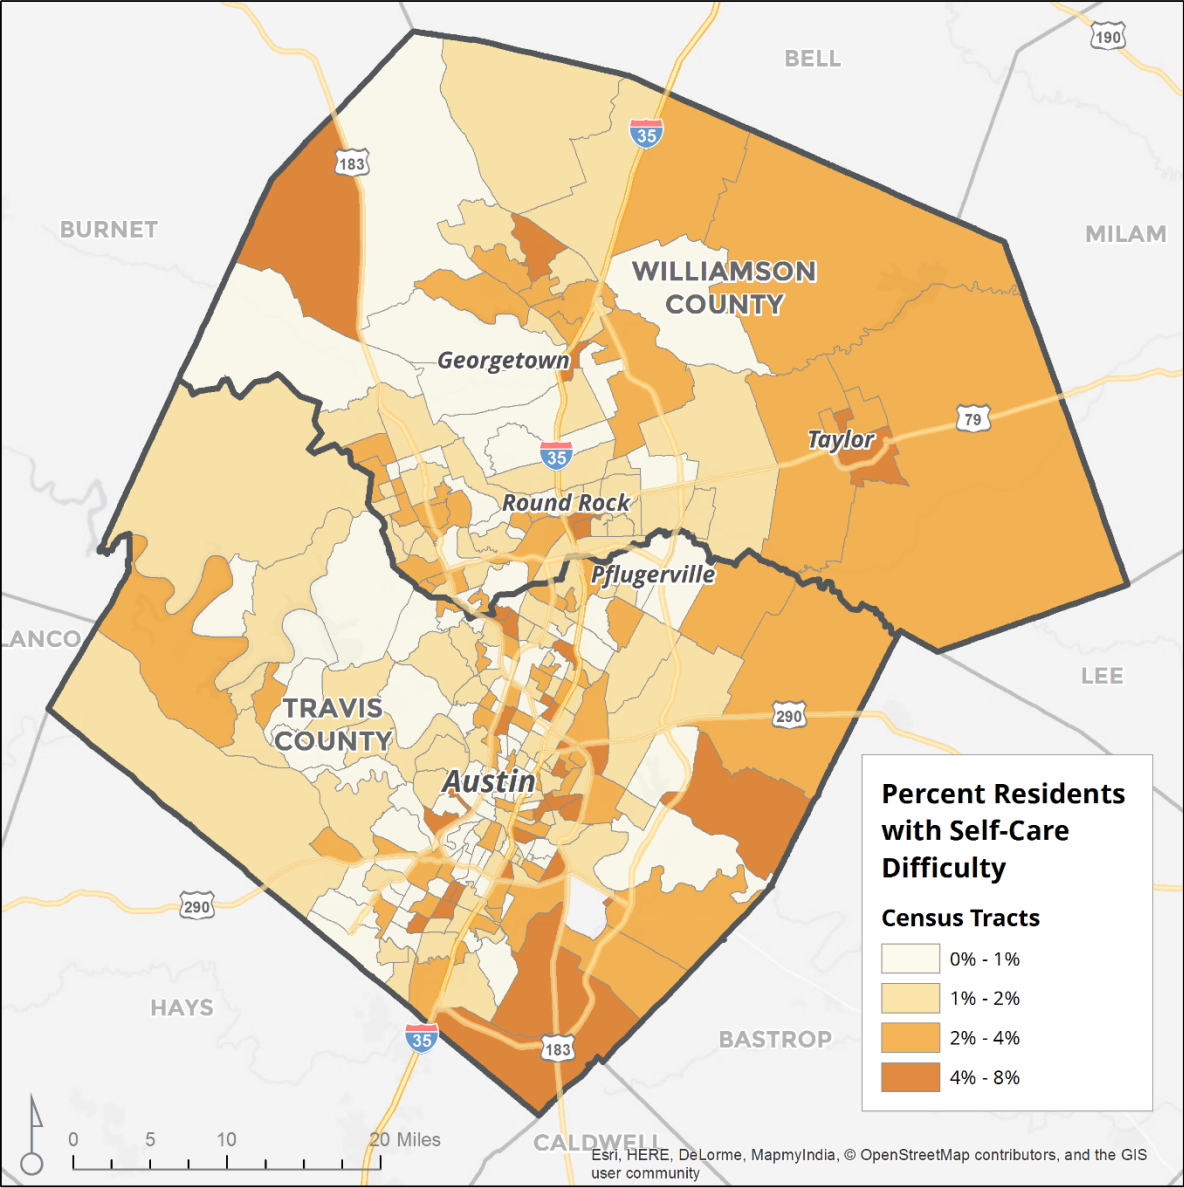 190
BELL
35
183
BURNET
MILAM
WILLIAMSON
COUNTY
Georgetown
79
Taylor
35
Round Rock
Pflugerville
LANCO
LEE
TRAVIS
COUNTY
290
Austin
Percent Residents
with Self-Care
Difficulty
Census Tracts
0% - 1%
1% - 2%
2% - 4%
4% - 8%
290
HAYS
35
183
BASTROP
0 5 10 20 Miles
CALDWELL
Esri, HERE, DeLorme, MapmyIndia, © OpenStreetMap contributors, and the GIS
user community